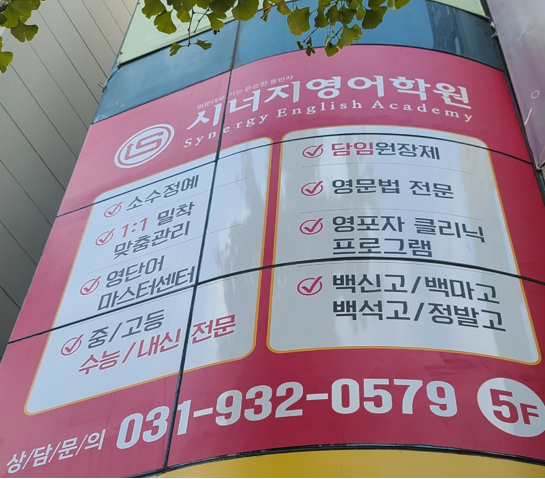 시너지영어학원
Synergy English Academy
소수정예
1:1 밀착
맞춤관리
영단어
마스터센터
중/고등
수능/내신 전문
담임원장제
영문법 전문
영포자 클리닉
프로그램
백신고/백마고
백석고/정발고
상/담/문/의 031-932-0579 5F